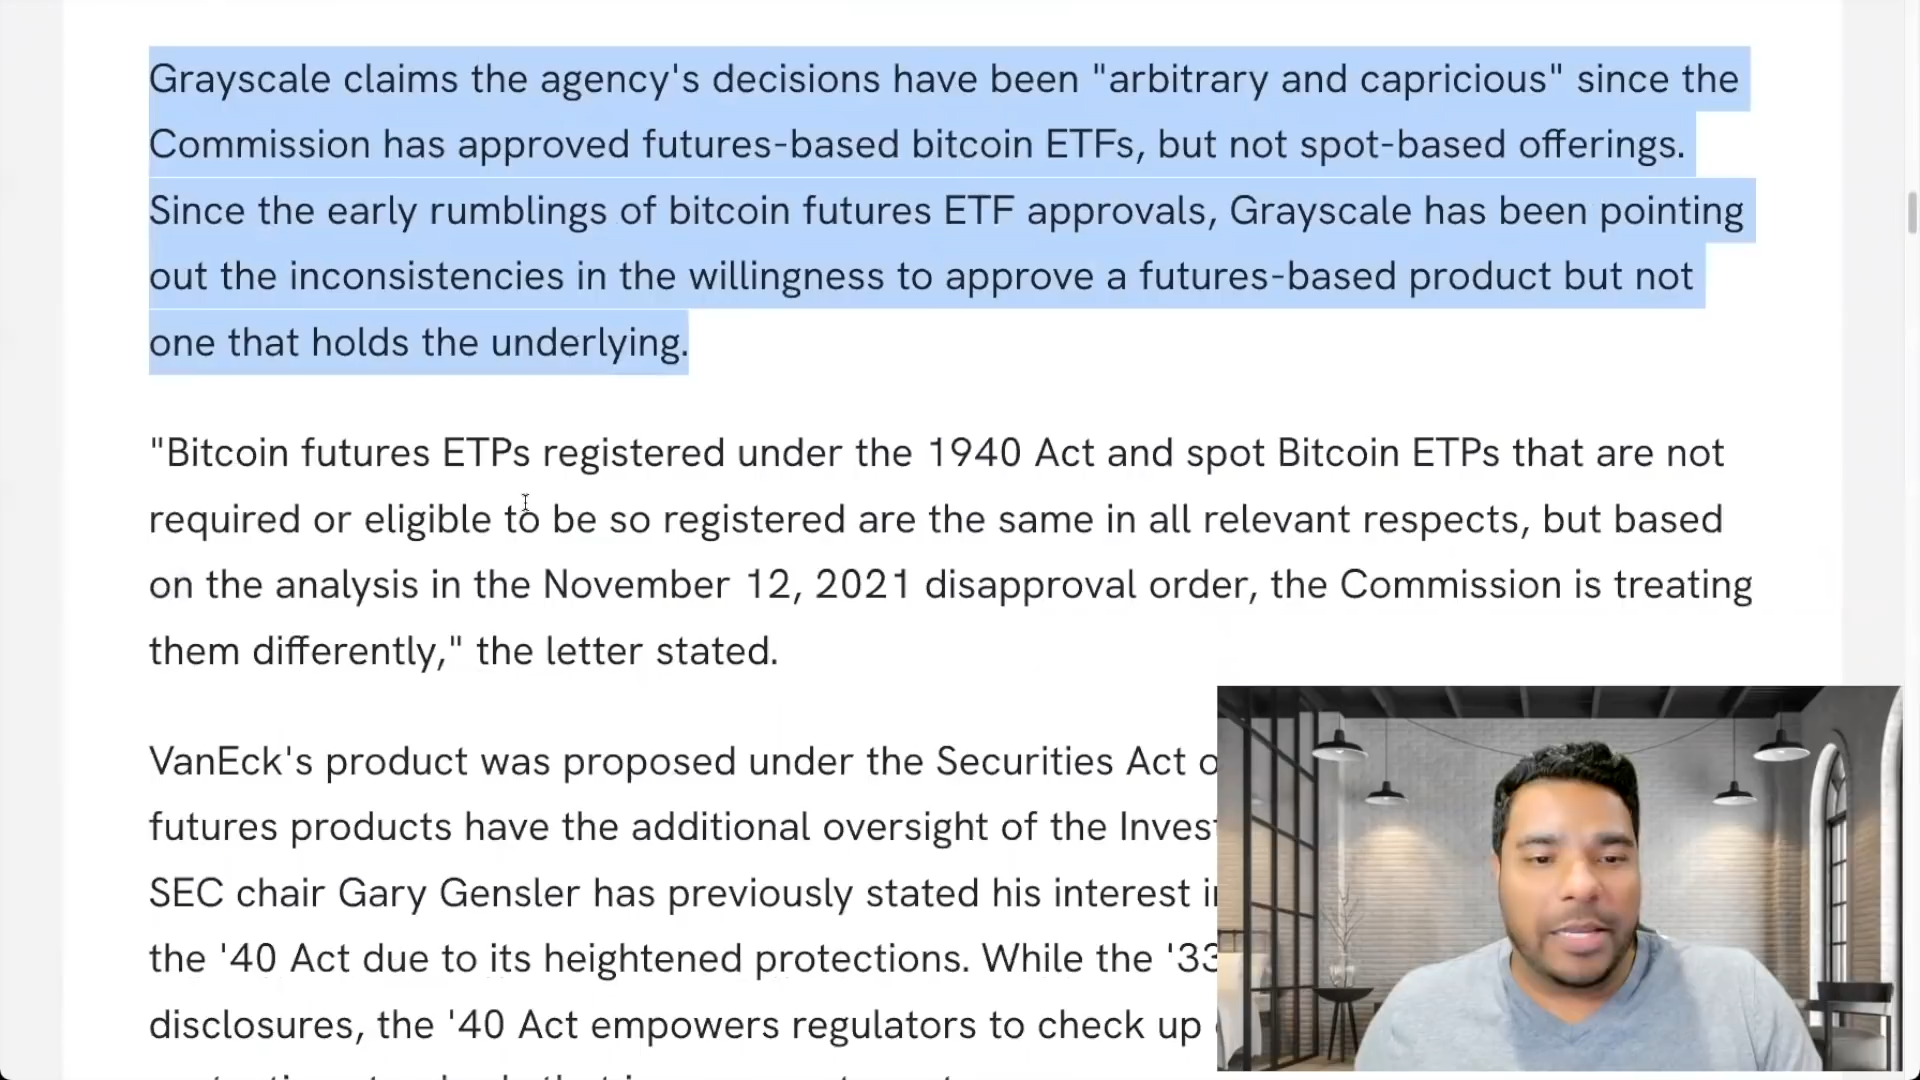 Grayscale claims the agency's decisions have been "arbitrary and capricious" since the
Commission has approved futures-based bitcoin ETFs, but not spot-based offerings.
Since the early rumblings of bitcoin futures ETF approvals, Grayscale has been pointing
out the inconsistencies in the willingness to approve a futures-based product but not
one that holds the underlying.
"Bitcoin futures ETPs registered under the 1940 Act and spot Bitcoin ETPs that are not
required or eligible to be so registered are the same in all relevant respects, but based
on the analysis in the November 12, 2021 disapproval order, the Commission is treating
them differently," the letter stated.
VanEck's product was proposed under the Securities Act
futures products have the additional oversight of the
SEC chair Gary Gensler has previously stated his interest
the '40 Act due to its heightened protections. While the '33
disclosures, the '40 Act empowers regulators to check up